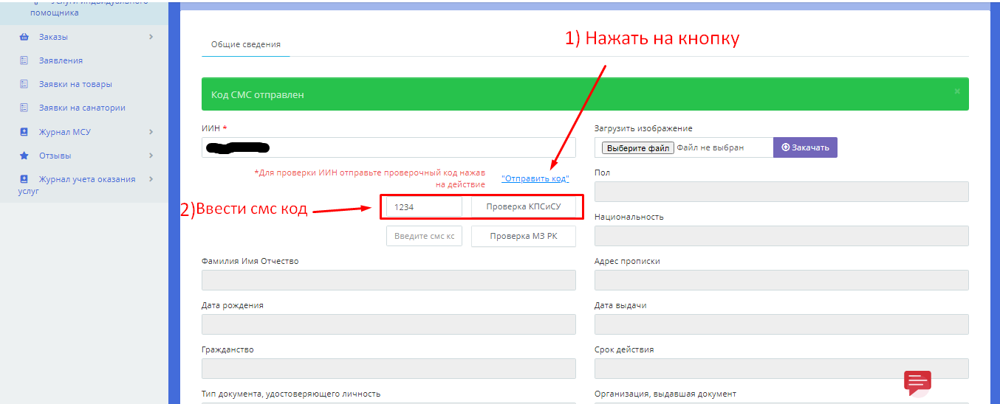 помощника
Заказы
Заявления
Заявки на товары
Заявки на санатории
Журнал МСУ
Отзывы
Журнал учета оказания
услуг
1) Нажать на кнопку
Общие сведения
Код СМС отправлен
ИИН *
Загрузить изображение
Выберите файл Файл не выбран Закачать
*Для проверки ИИН отправьте проверочный код нажав
на действие
"Отправить код"
Пол
2)Ввести смс код
1234 Проверка КПСиСУ
Национальность
Введите смс кс Проверка МЗ РК
Фамилия Имя Отчество
Адрес прописки
Дата рождения
Дата выдачи
Гражданство
Срок действия
Тип документа, удостоверяющего личность
Организация, выдавшая документ